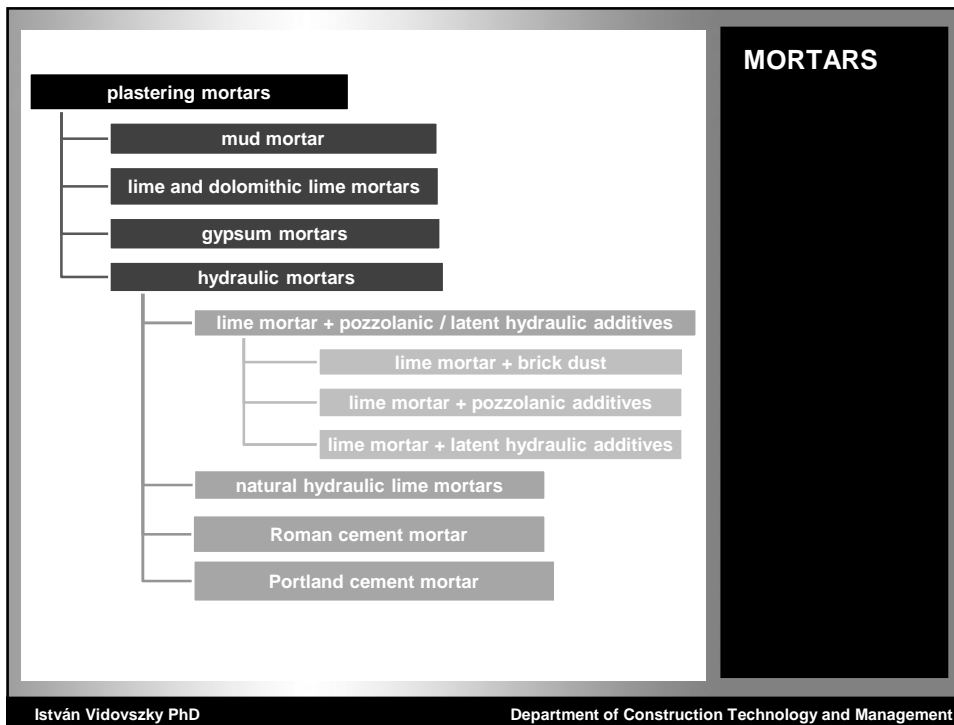 MORTARS
plastering mortars
mud mortar
lime and dolomithic lime mortars
gypsum mortars
hydraulic mortars
lime mortar + pozzolanic / latent hydraulic additives
lime mortar + brick dust
lime mortar + pozzolanic additives
lime mortar + latent hydraulic additives
natural hydraulic lime mortars
Roman cement mortar
Portland cement mortar
István Vidovszky PhD
Department of Construction Technology and Management